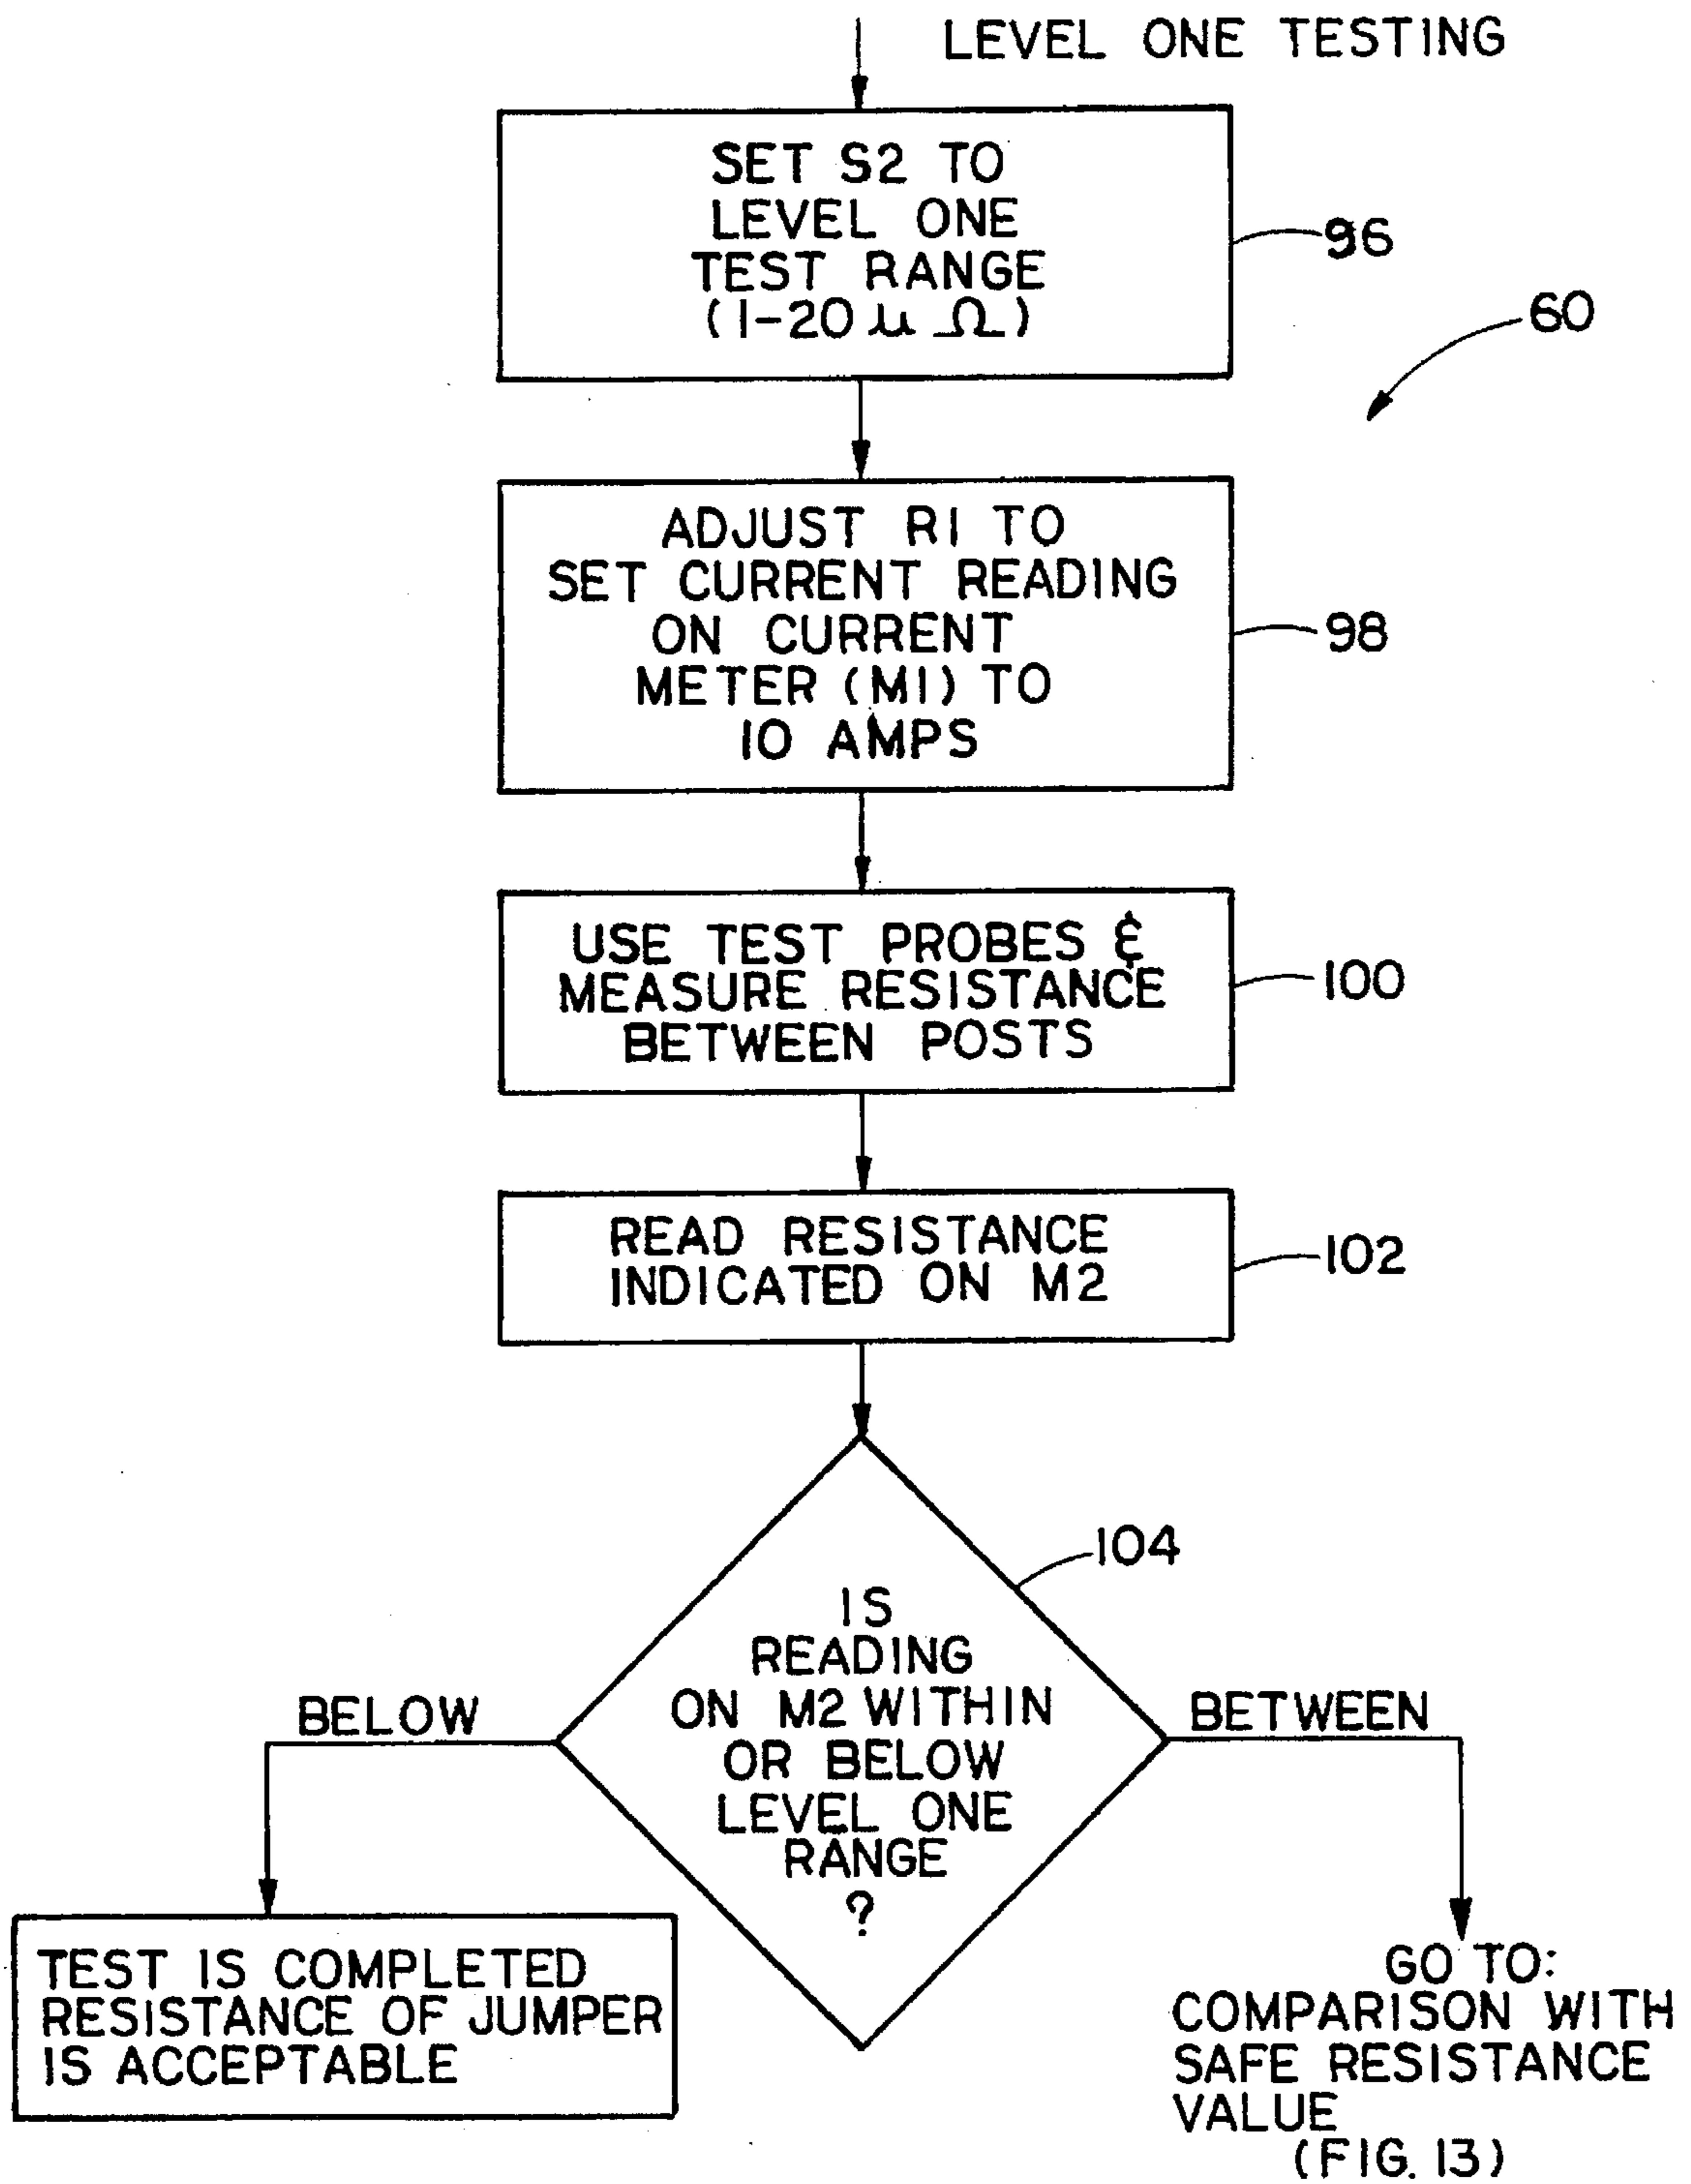 LEVEL ONE TESTING
SET S2 TO
LEVEL ONE
TEST RANGE
(1-20 µ Ω)
96
60
ADJUST R1 TO
SET CURRENT READING
ON CURRENT
METER (M1) TO
10 AMPS
98
USE TEST PROBES &
MEASURE RESISTANCE
BETWEEN POSTS
100
READ RESISTANCE
INDICATED ON M2
102
104
IS
READING
ON M2 WITHIN
OR BELOW
LEVEL ONE
RANGE
?
BELOW
BETWEEN
TEST IS COMPLETED
RESISTANCE OF JUMPER
IS ACCEPTABLE
GO TO:
COMPARISON WITH
SAFE RESISTANCE
VALUE
(FIG. 13)